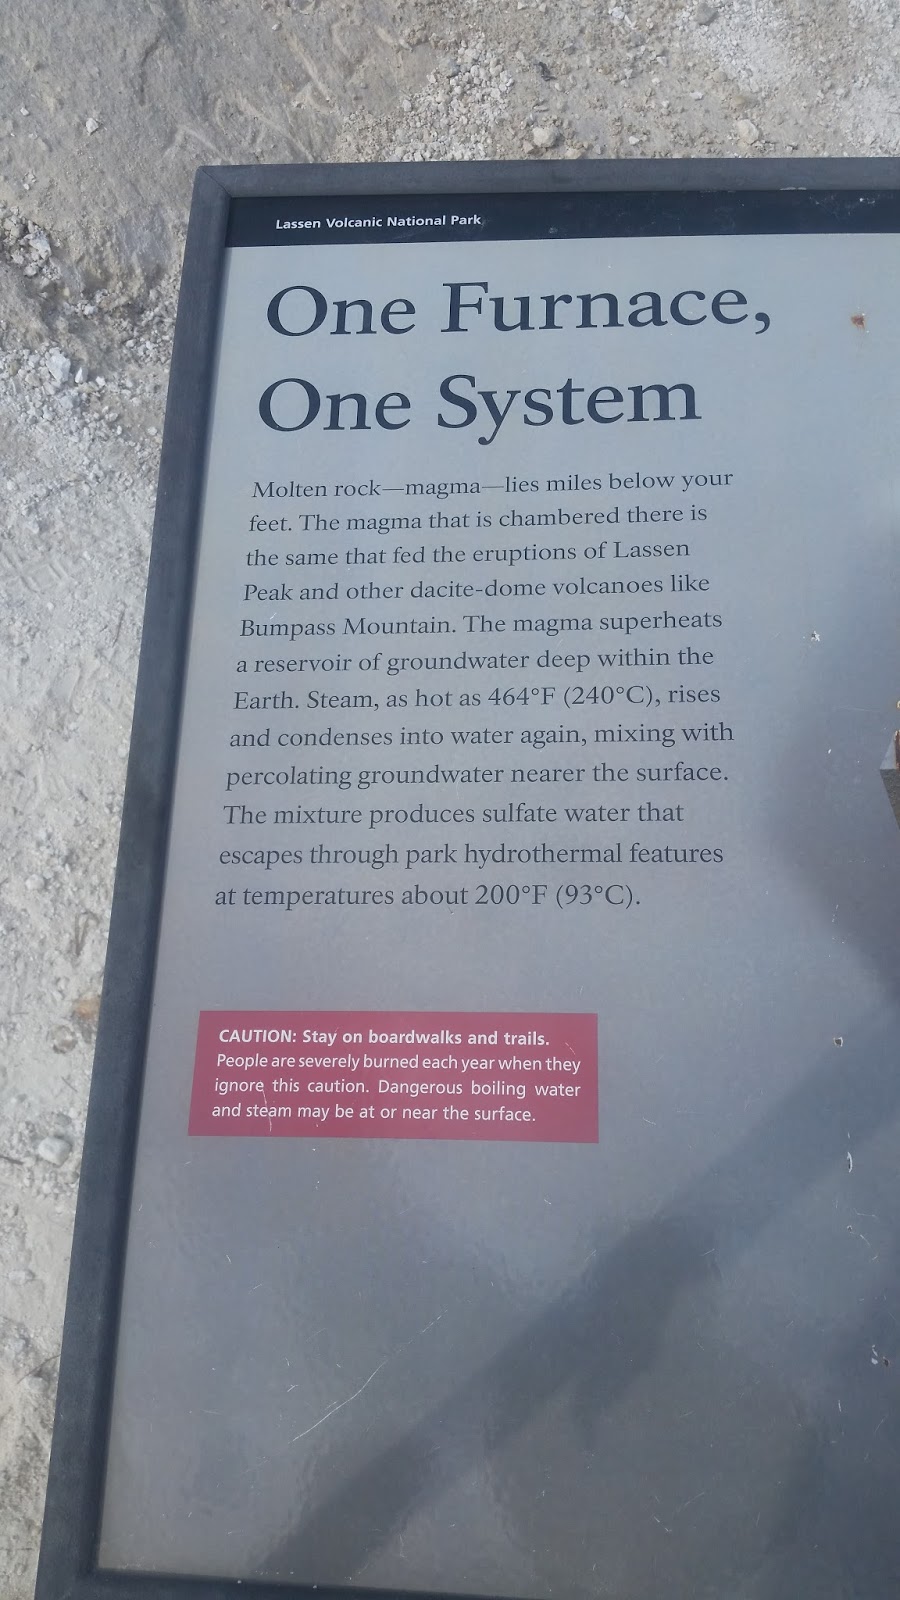 Lassen Volcanic National Park
One Furnace,
One System
Molten rock—magma—lies miles below your
feet. The magma that is chambered there is
the same that fed the eruptions of Lassen
Peak and other dacite-dome volcanoes like
Bumpass Mountain. The magma superheats
a reservoir of groundwater deep within the
Earth. Steam, as hot as 464°F (240°C), rises
and condenses into water again, mixing with
percolating groundwater nearer the surface.
The mixture produces sulfate water that
escapes through park hydrothermal features
at temperatures about 200°F (93°C).
CAUTION: Stay on boardwalks and trails.
People are severely burned each year when they
ignore this caution. Dangerous boiling water
and steam may be at or near the surface.